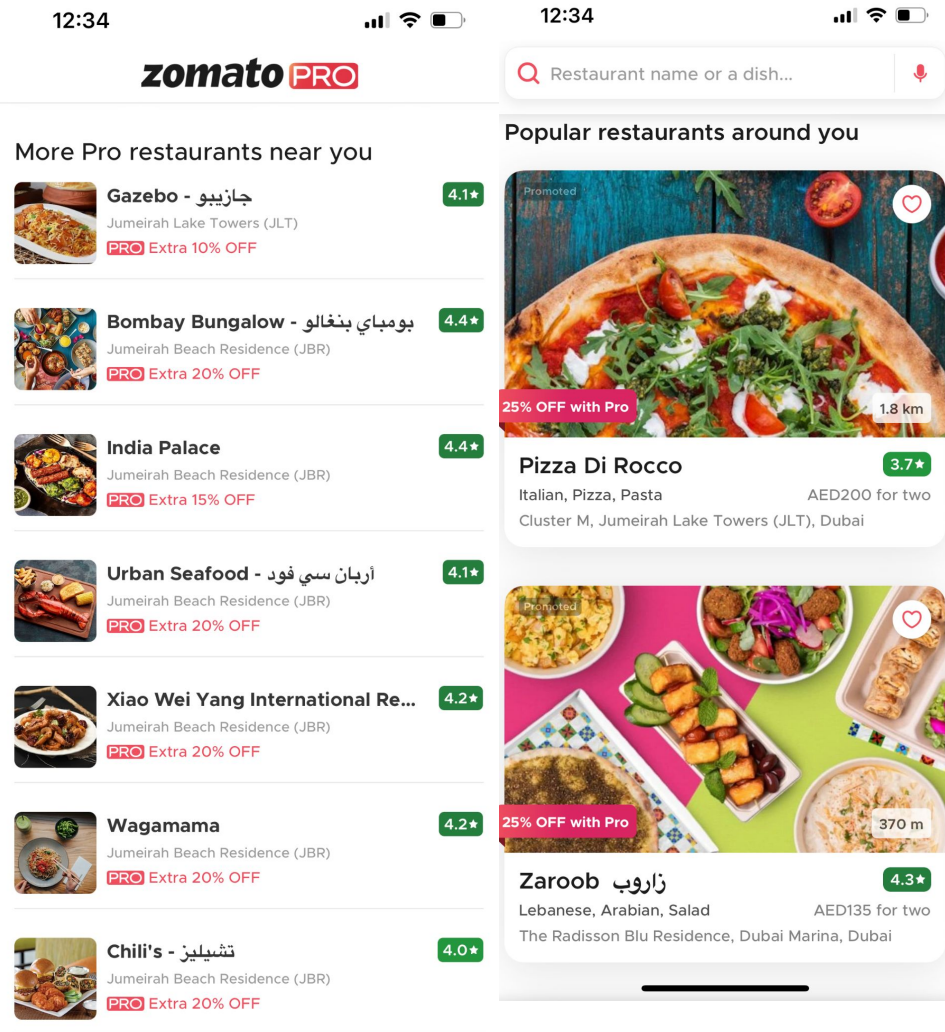 12:34
zomato PRO
More Pro restaurants near you
Gazebo - جازيبو
4.1★
Jumeirah Lake Towers (JLT)
PRO Extra 10% OFF
Bombay Bungalow - بومباي بنغالو
4.4★
Jumeirah Beach Residence (JBR)
PRO Extra 20% OFF
India Palace
4.4★
Jumeirah Beach Residence (JBR)
PRO Extra 15% OFF
Urban Seafood - أربان سي فود
4.1★
Jumeirah Beach Residence (JBR)
PRO Extra 20% OFF
Xiao Wei Yang International Re...
4.2★
Jumeirah Beach Residence (JBR)
PRO Extra 20% OFF
Wagamama
4.2★
Jumeirah Beach Residence (JBR)
PRO Extra 20% OFF
Chili's - تشيليز
4.0★
Jumeirah Beach Residence (JBR)
PRO Extra 20% OFF
12:34
Restaurant name or a dish...
Popular restaurants around you
Promoted
25% OFF with Pro
1.8 km
Pizza Di Rocco
3.7★
Italian, Pizza, Pasta
AED200 for two
Cluster M, Jumeirah Lake Towers (JLT), Dubai
Promoted
25% OFF with Pro
370 m
Zaroob زاروب
4.3★
Lebanese, Arabian, Salad
AED135 for two
The Radisson Blu Residence, Dubai Marina, Dubai